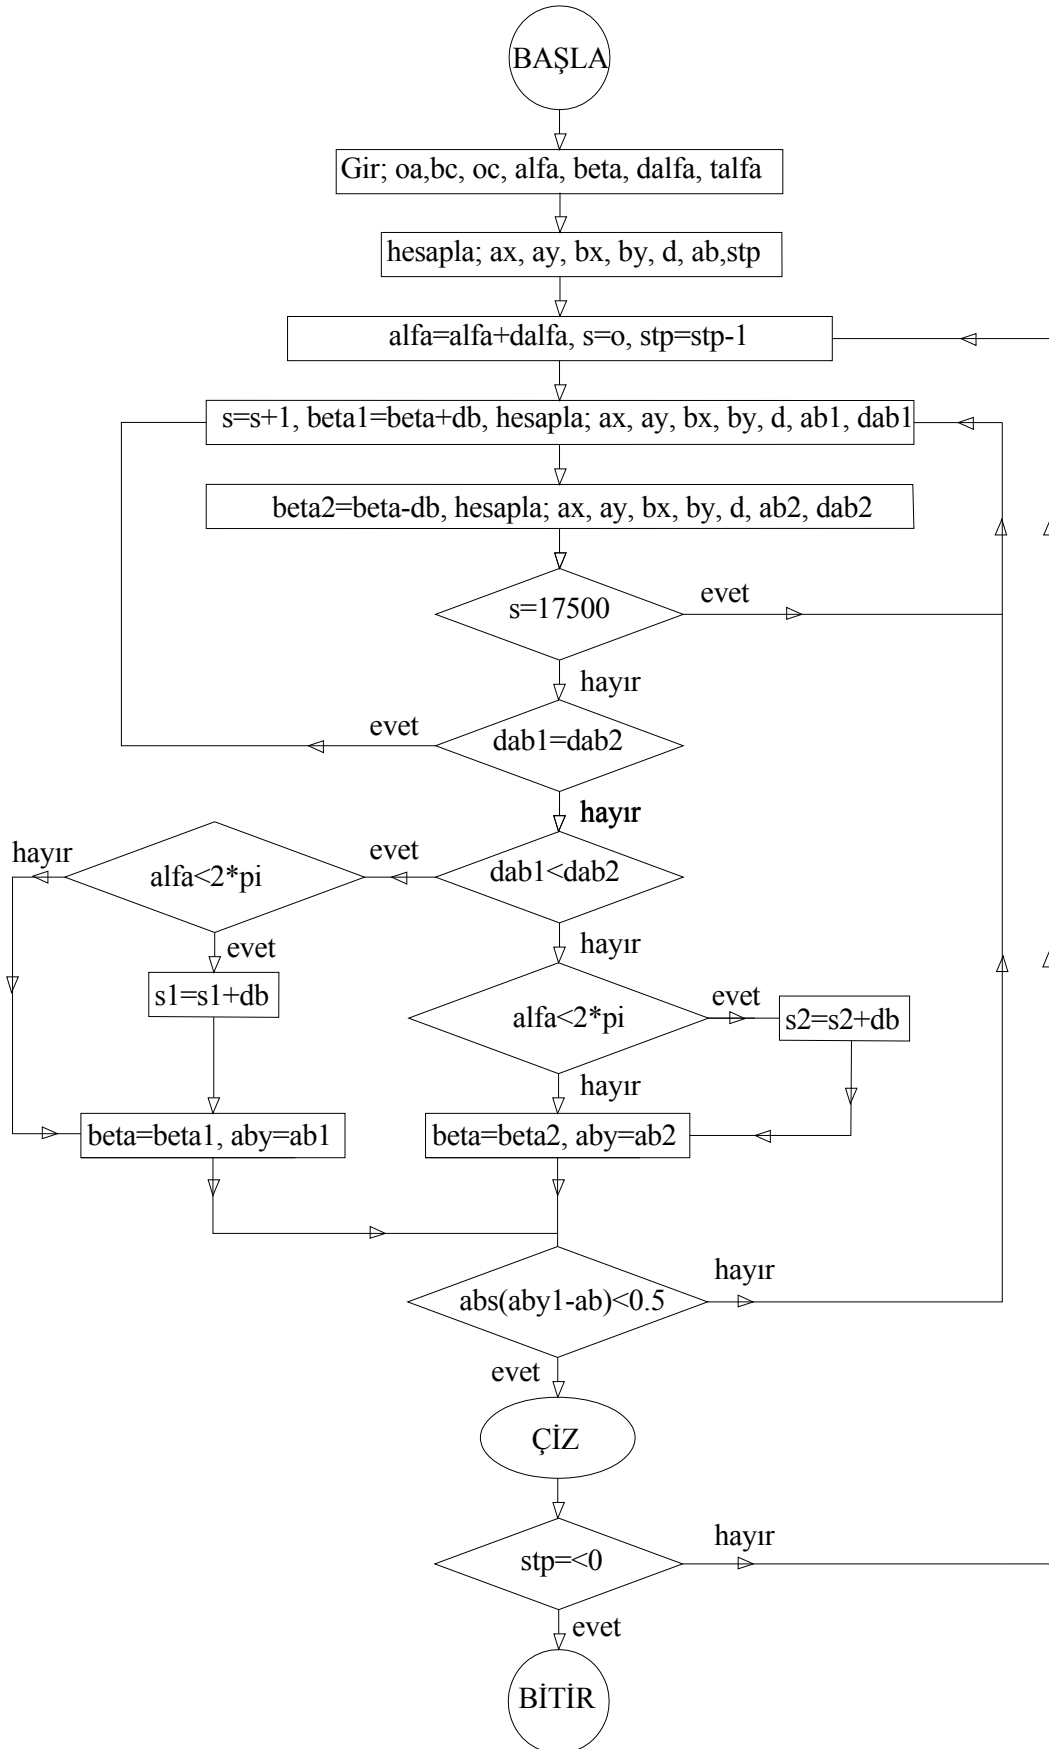 BAŞLA
Gir; oa,bc, oc, alfa, beta, dalfa, talfa
hesapla; ax, ay, bx, by, d, ab,stp
alfa=alfa+dalfa, s=o, stp=stp-1
s=s+1, beta1=beta+db, hesapla; ax, ay, bx, by, d, ab1, dab1
beta2=beta-db, hesapla; ax, ay, bx, by, d, ab2, dab2
s=17500
evet
hayır
dab1=dab2
evet
hayır
dab1<dab2
evet
hayır
alfa<2*pi
hayır
evet
s1=s1+db
alfa<2*pi
evet
s2=s2+db
hayır
beta=beta1, aby=ab1
beta=beta2, aby=ab2
abs(aby1-ab)<0.5
hayır
evet
ÇİZ
stp=<0
hayır
evet
BİTİR